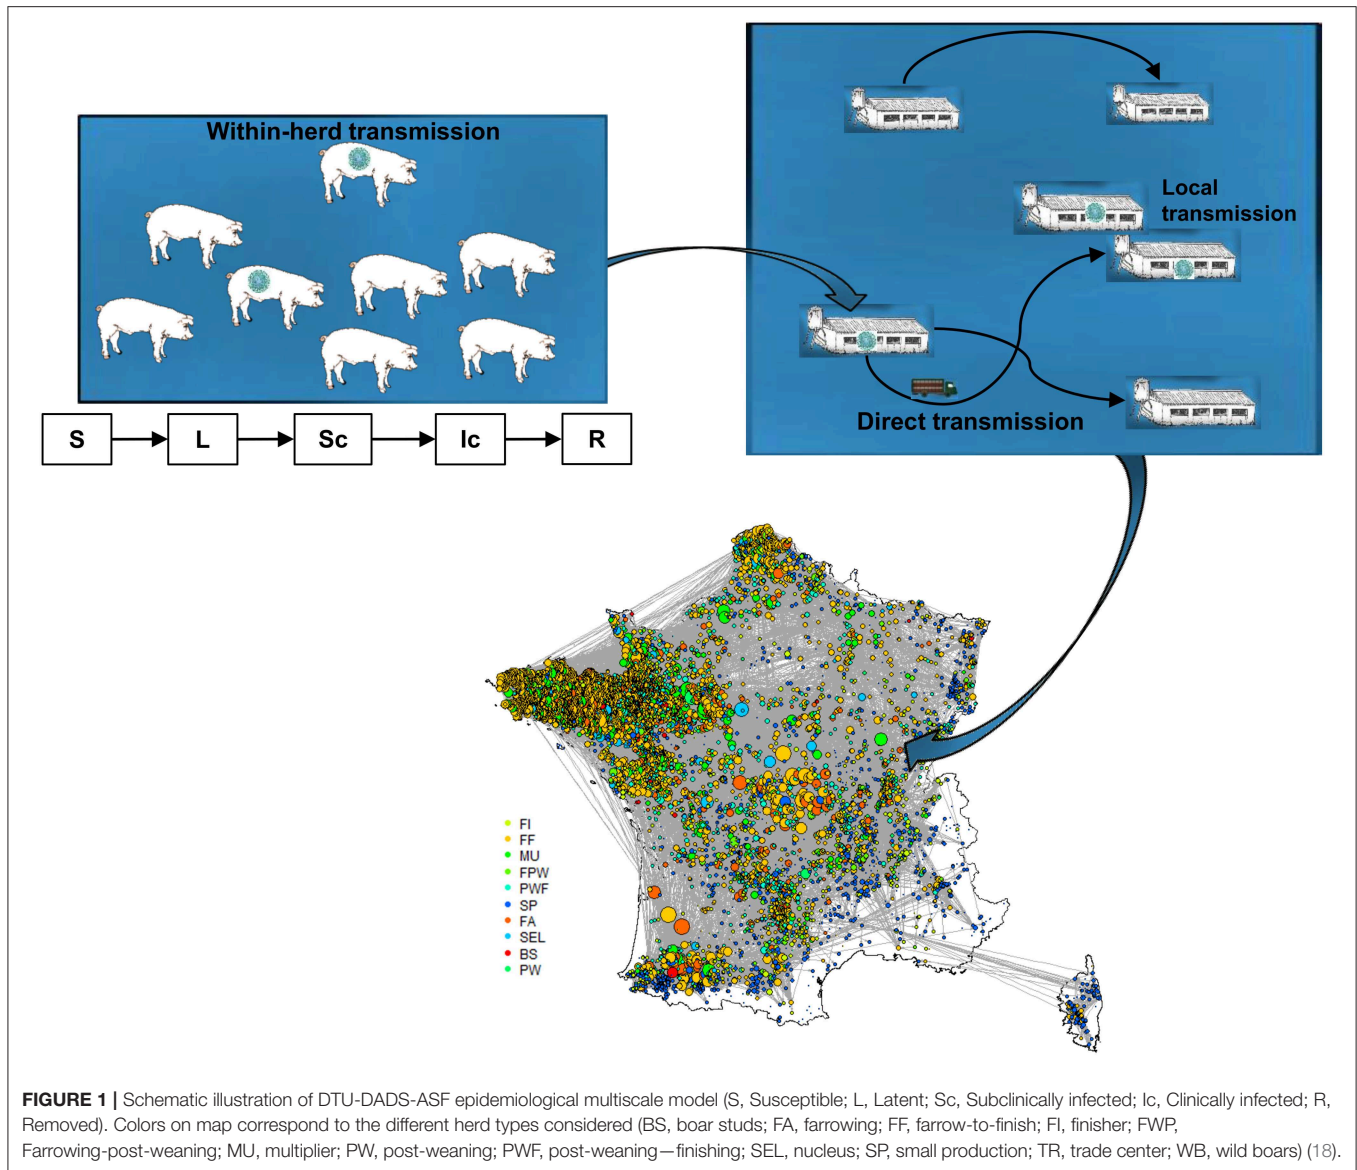 Within-herd transmission
Local
transmission
Direct transmission
S
L
Sc
Ic
R
FI
FF
MU
FPW
PWF
SP
FA
SEL
BS
PW
FIGURE 1 | Schematic illustration of DTU-DADS-ASF epidemiological multiscale model (S, Susceptible; L, Latent; Sc, Subclinically infected; Ic, Clinically infected; R,
Removed). Colors on map correspond to the different herd types considered (BS, boar studs; FA, farrowing; FF, farrow-to-finish; FI, finisher; FWP,
Farrowing-post-weaning; MU, multiplier; PW, post-weaning; PWF, post-weaning—finishing; SEL, nucleus; SP, small production; TR, trade center; WB, wild boars) (18).